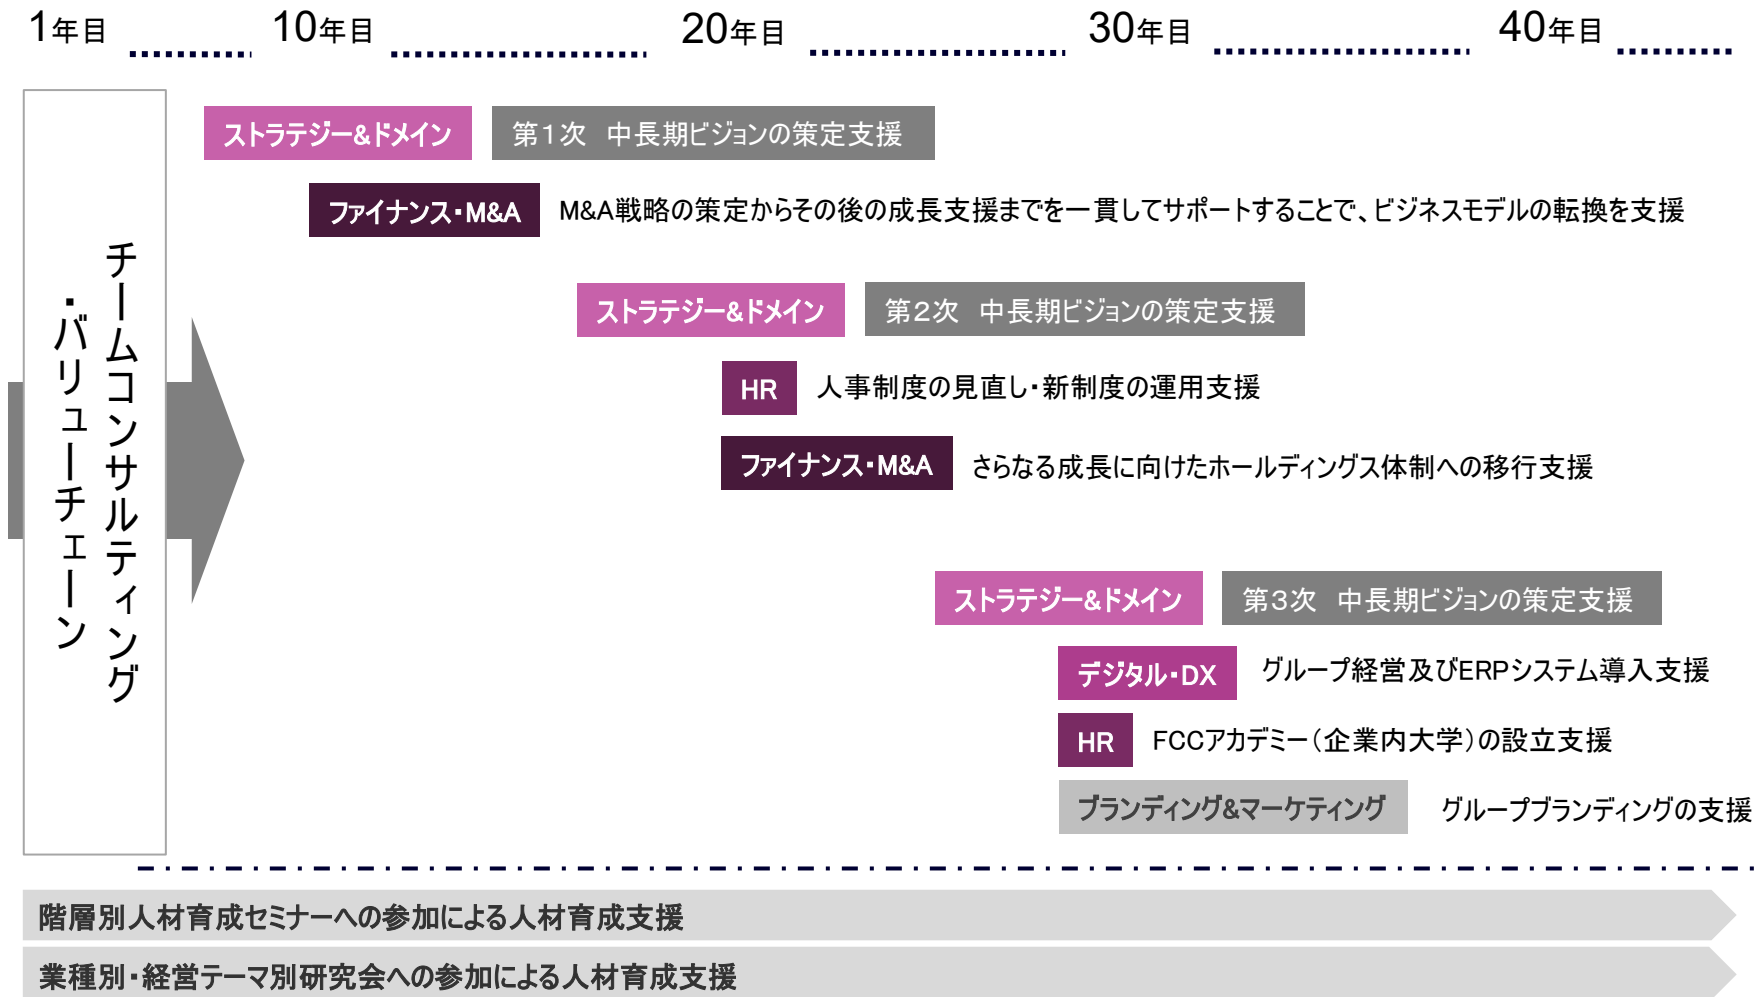 1年目 10年目 20年目 30年目 40年目
チームコンサルティング
・バリューチェーン
ストラテジー&ドメイン 第1次 中長期ビジョンの策定支援
ファイナンス・M&A M&A戦略の策定からその後の成長支援までを一貫してサポートすることで、ビジネスモデルの転換を支援
ストラテジー&ドメイン 第2次 中長期ビジョンの策定支援
HR 人事制度の見直し・新制度の運用支援
ファイナンス・M&A さらなる成長に向けたホールディングス体制への移行支援
ストラテジー&ドメイン 第3次 中長期ビジョンの策定支援
デジタル・DX グループ経営及びERPシステム導入支援
HR FCCアカデミー(企業内大学)の設立支援
ブランディング&マーケティング グループブランディングの支援
階層別人材育成セミナーへの参加による人材育成支援
業種別・経営テーマ別研究会への参加による人材育成支援